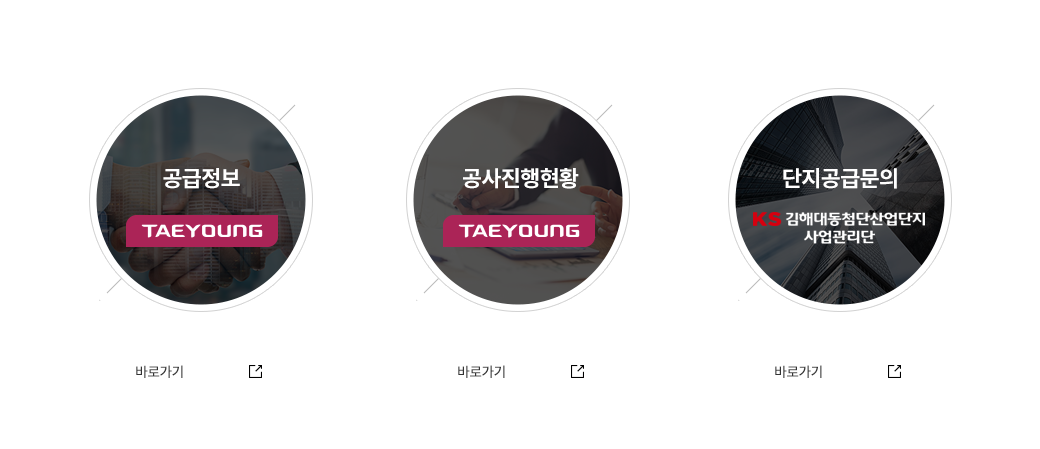 공급정보
TAEYOUNG
바로가기
공사진행현황
TAEYOUNG
바로가기
단지공급문의
KS 김해대동첨단산업단지
사업관리단
바로가기